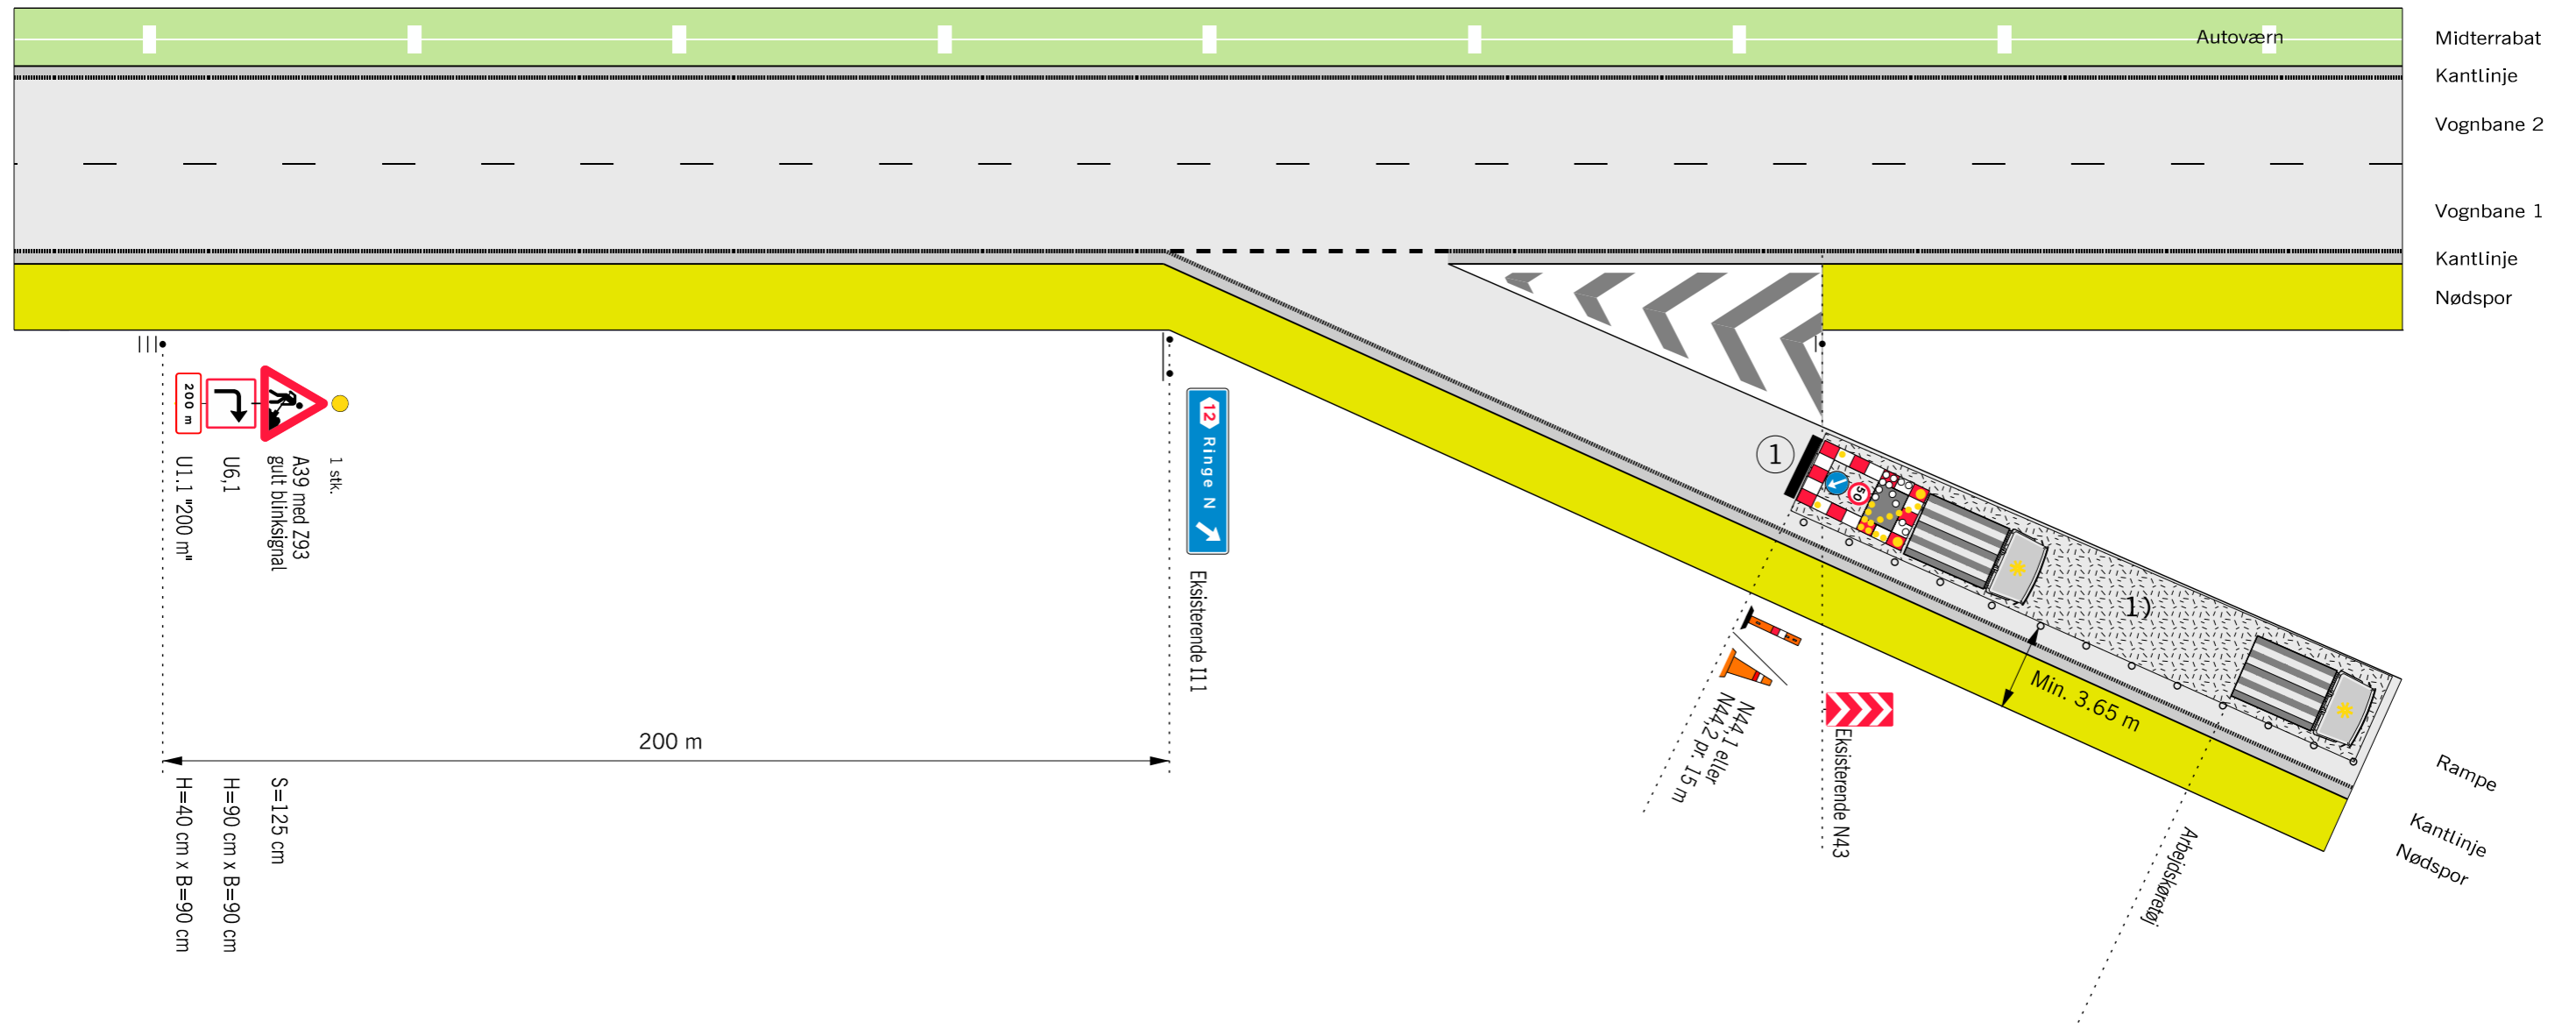 Autoværn
Midterrabat
Kantlinje
Vognbane 2
Vognbane 1
Kantlinje
Nødspor
200 m
1 stk.
A39 med Z93
gult blinksignal
U6,1
U1.1 "200 m"
12 Ringe N
Eksisterende I11
1
50
1)
Min. 3.65 m
N44,1 eller
N44,2 pr. 15 m
Eksisterende N43
200 m
S=125 cm
H=90 cm x B=90 cm
H=40 cm x B=90 cm
Rampe
Kantlinje
Nødspor
Arbejdskøretøj